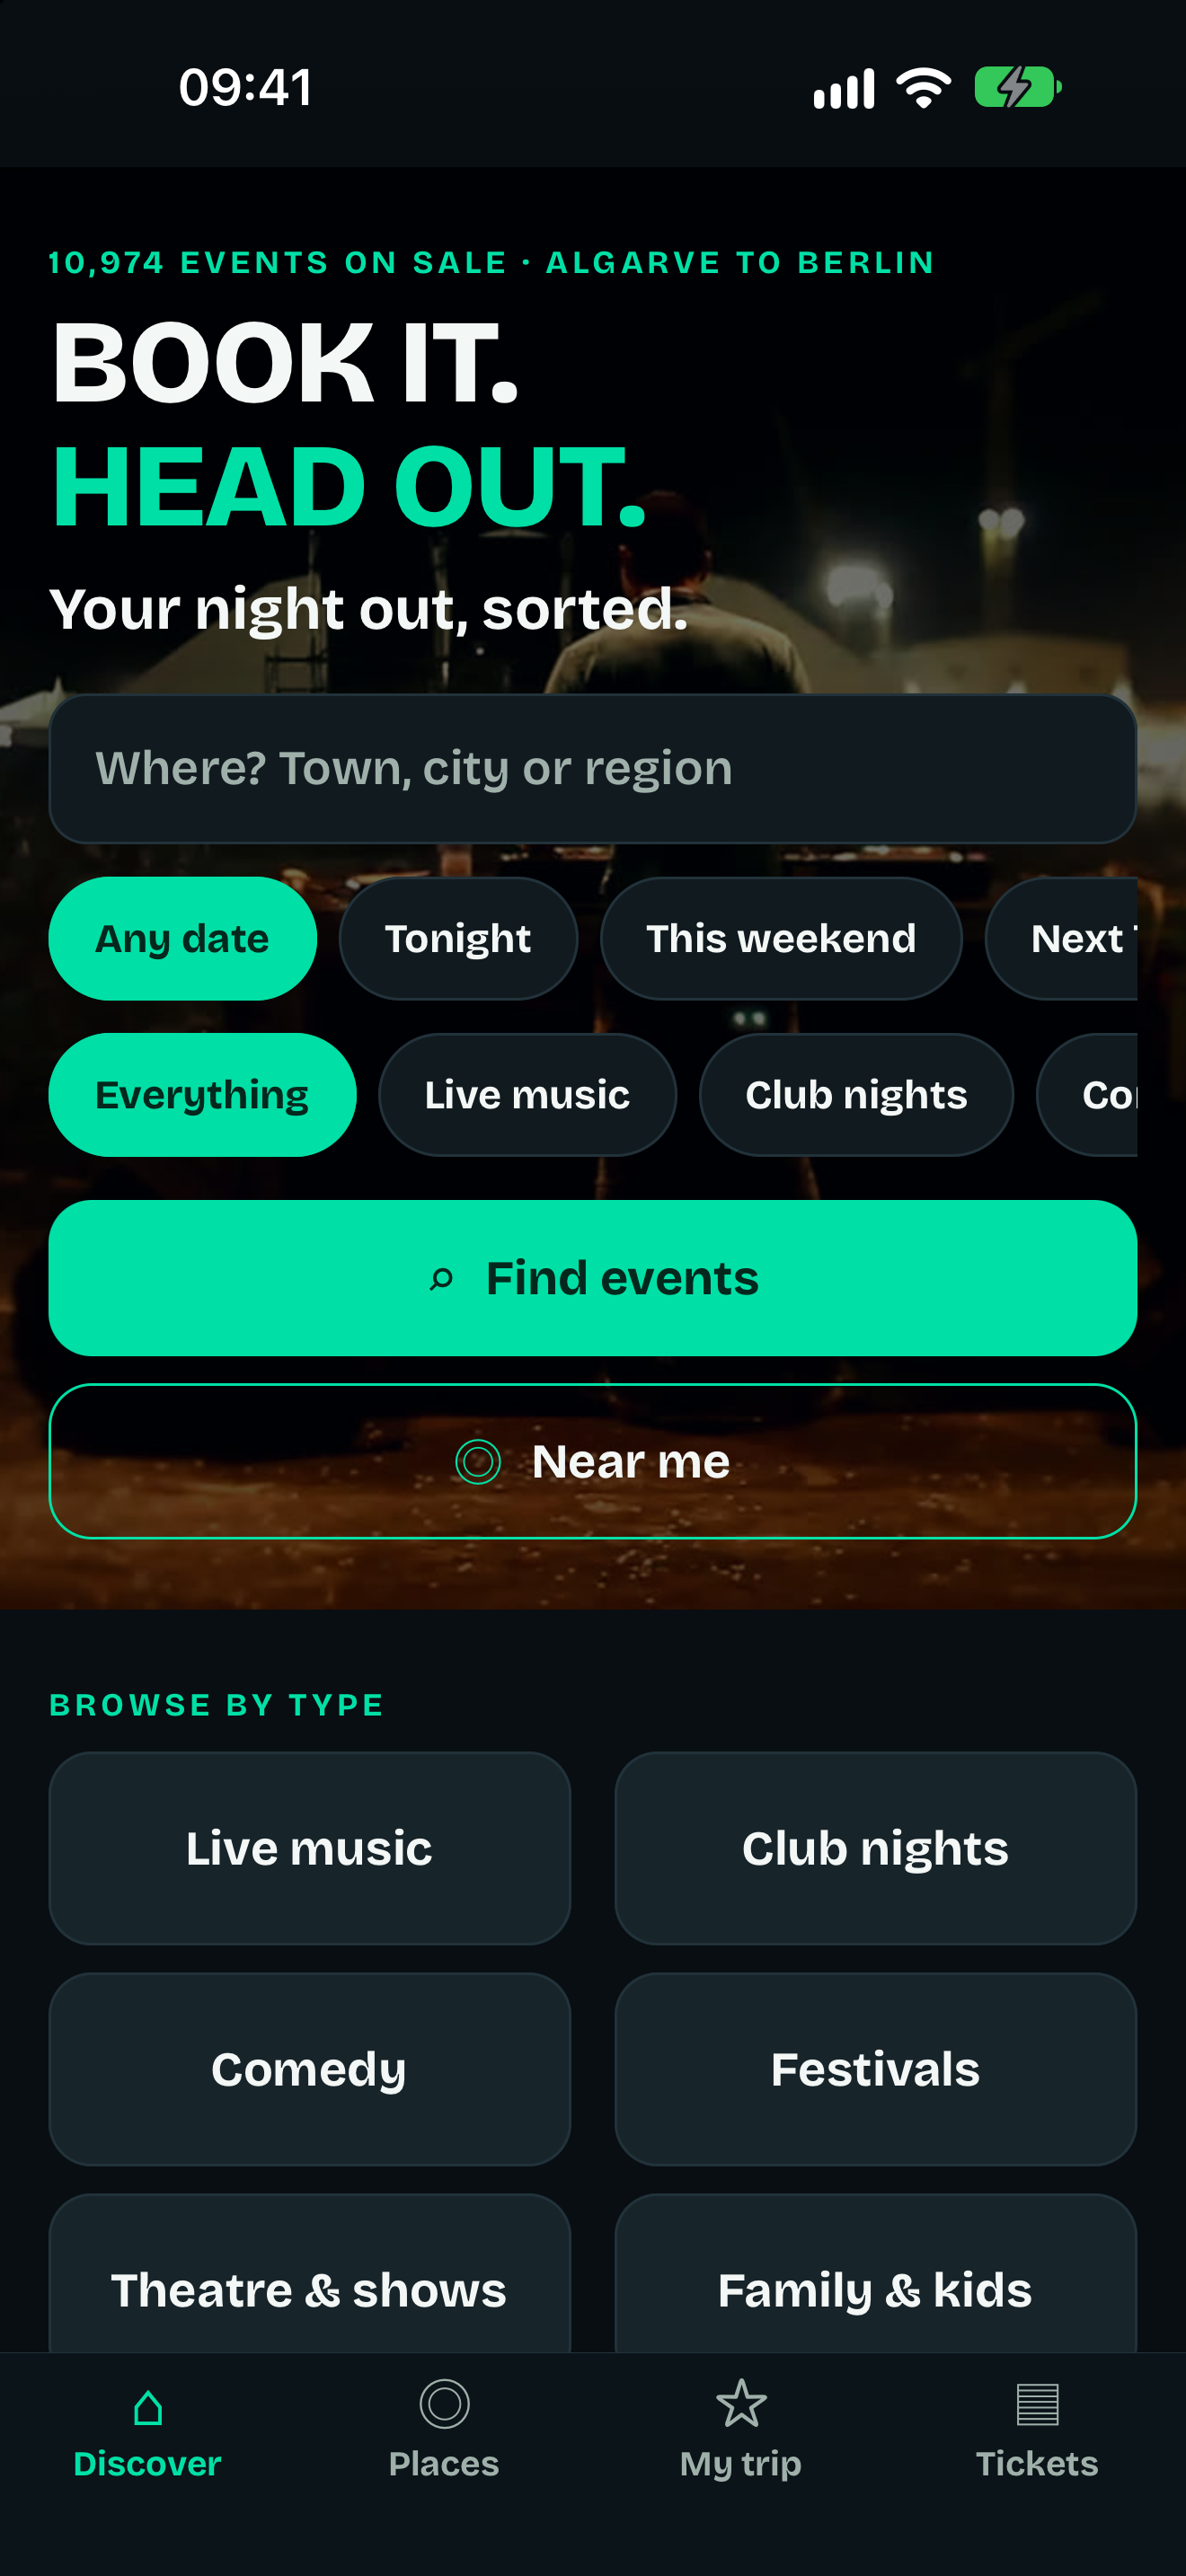 09:41
10,974 EVENTS ON SALE · ALGARVE TO BERLIN
BOOK IT.
HEAD OUT.
Your night out, sorted.
Where? Town, city or region
Any date Tonight This weekend Next
Everything Live music Club nights
Find events
Near me
BROWSE BY TYPE
Live music Club nights
Comedy Festivals
Theatre & shows Family & kids
Discover Places My trip Tickets